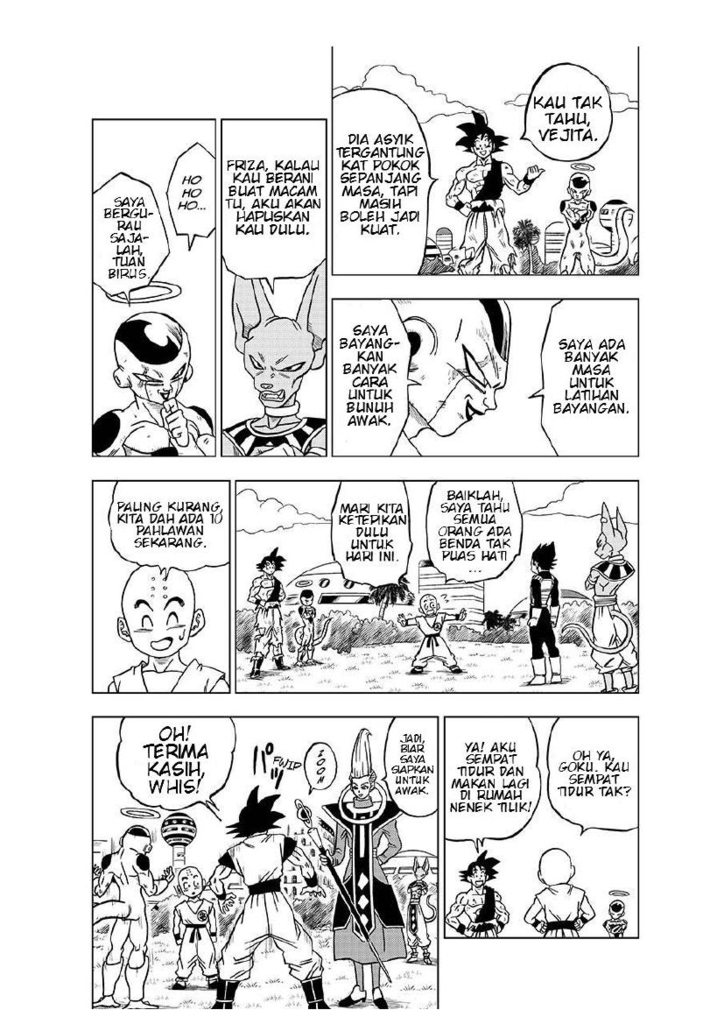 KAU TAK
TAHU,
VEJITA.
DIA ASYIK
TERGANTUNG
KAT POKOK
SEPANJANG
MASA, TAPI
MASIH
BOLEH JADI
KUAT.
FRIZA, KALAU
KAU BERANI
BUAT MACAM
TU, AKU AKAN
HAPUSKAN
KAU DULU.
HO
HO
HO...
SAYA
BERGU-
RAU
SAJA-
LAH,
TUAN
BIRUS.
SAYA ADA
BANYAK
MASA
UNTUK
LATIHAN
BAYANGAN.
SAYA
BAYANG-
KAN
BANYAK
CARA
UNTUK
BUNUH
AWAK.
BAIKLAH,
SAYA TAHU
SEMUA
ORANG ADA
BENDA TAK
PUAS HATI
...
MARI KITA
KETEPIKAN
DULU
UNTUK
HARI INI.
PALING KURANG,
KITA DAH ADA 10
PAHLAWAN
SEKARANG.
OH YA,
GOKU, KAU
SEMPAT
TIDUR TAK?
YA! AKU
SEMPAT
TIDUR DAN
MAKAN LAGI
DI RUMAH
NENEK TILIK!
JADI,
BIAR
SAYA
SIAPKAN
UNTUK
AWAK.
ZOOM
FWIP
OH!
TERIMA
KASIH,
WHIS!